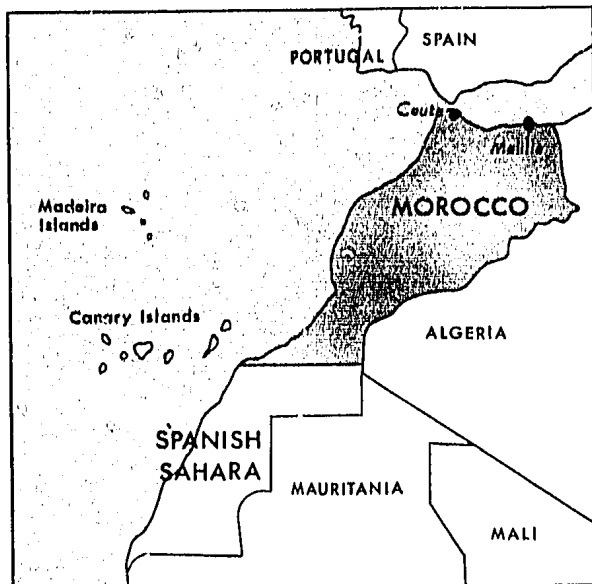 SPAIN
PORTUGAL
Ceuta
Melilla
Madeira
Islands
MOROCCO
Canary Islands
ALGERIA
SPANISH
SAHARA
MAURITANIA
MALI